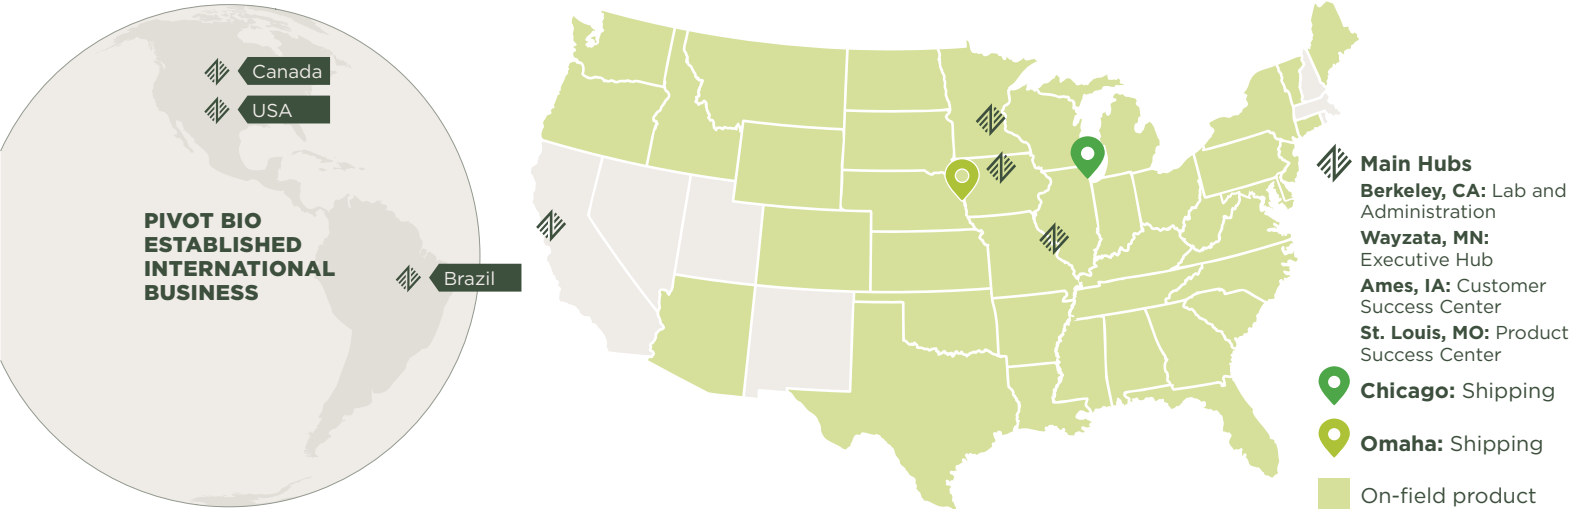 Canada
USA
PIVOT BIO
ESTABLISHED
INTERNATIONAL
BUSINESS
Brazil
Main Hubs
Berkeley, CA: Lab and
Administration
Wayzata, MN:
Executive Hub
Ames, IA: Customer
Success Center
St. Louis, MO: Product
Success Center
Chicago: Shipping
Omaha: Shipping
On-field product